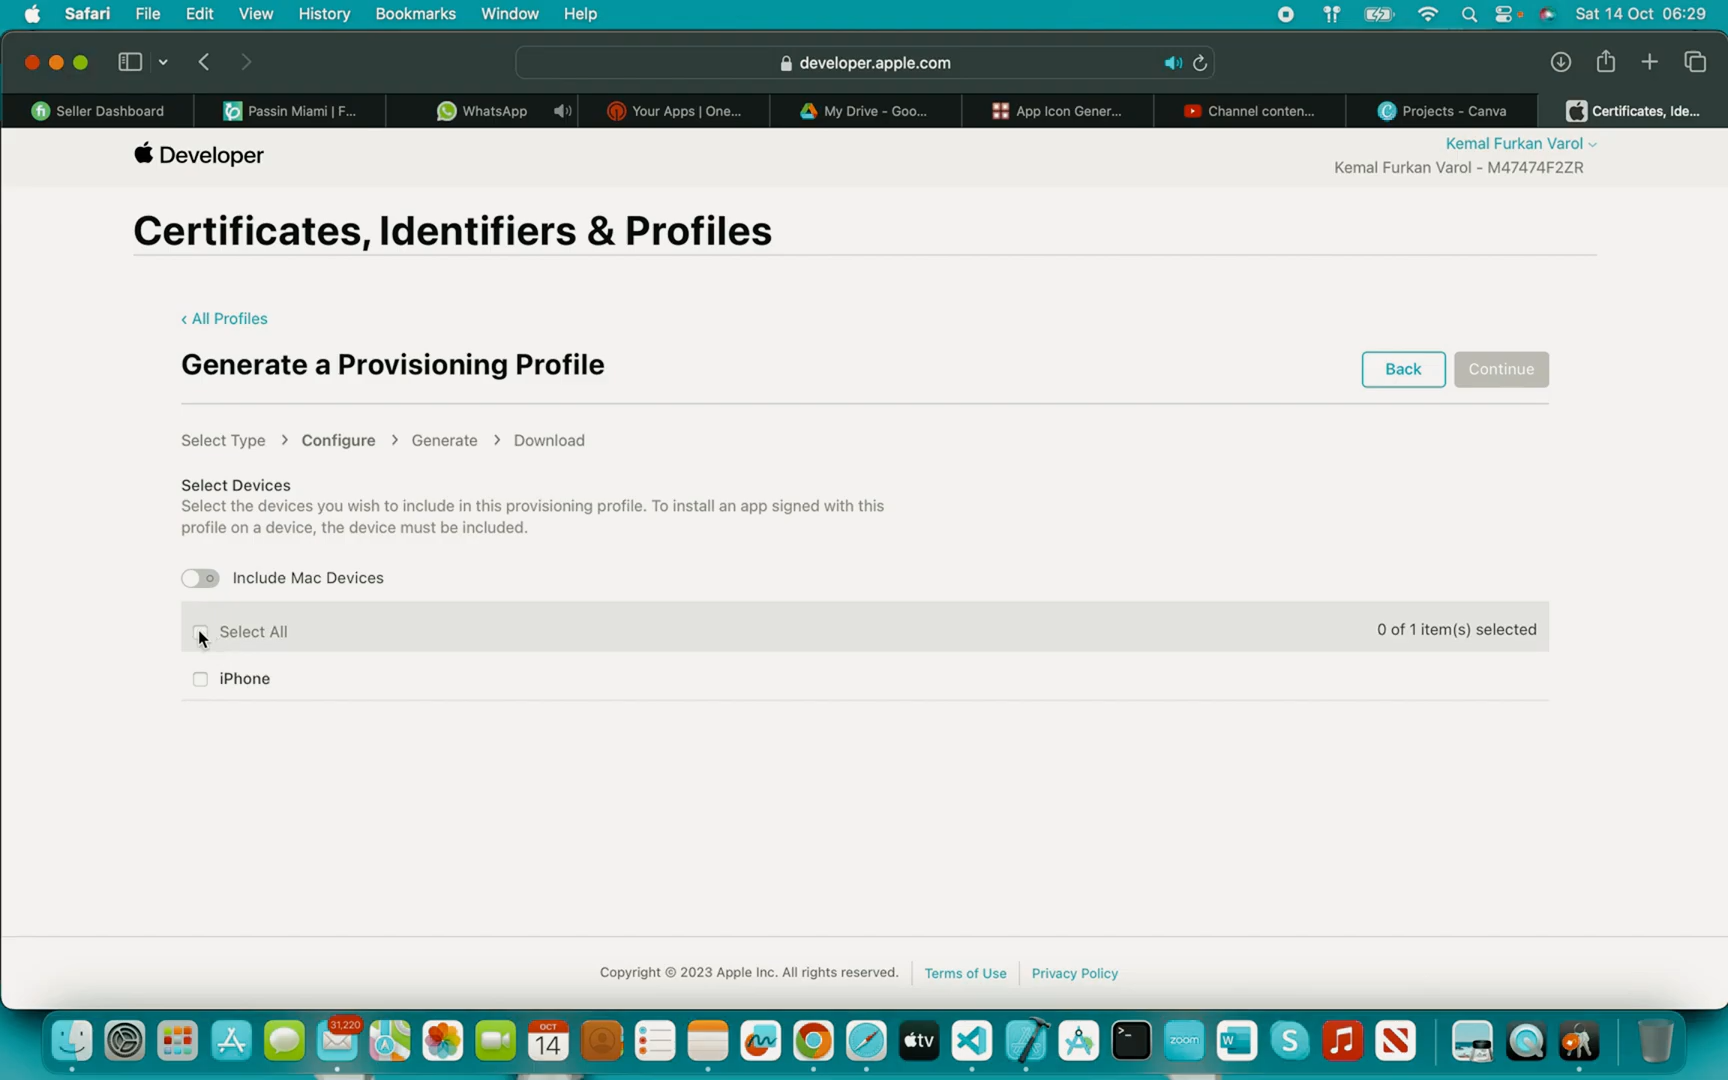 Safari File Edit View History Bookmarks Window Help Sat 14 Oct 06:29
developer.apple.com
Seller Dashboard Passin Miami | F... WhatsApp Your Apps | One... My Drive - Goo... App Icon Gener... Channel conten... Projects - Canva Certificates, Ide...
Developer
Kemal Furkan Varol
Kemal Furkan Varol - M47474F2ZR
Certificates, Identifiers & Profiles
‹ All Profiles
Generate a Provisioning Profile
Back Continue
Select Type > Configure > Generate > Download
Select Devices
Select the devices you wish to include in this provisioning profile. To install an app signed with this
profile on a device, the device must be included.
Include Mac Devices
Select All 0 of 1 item(s) selected
iPhone
Copyright © 2023 Apple Inc. All rights reserved. Terms of Use Privacy Policy
31,220
OCT
14
tv
zoom
W
S